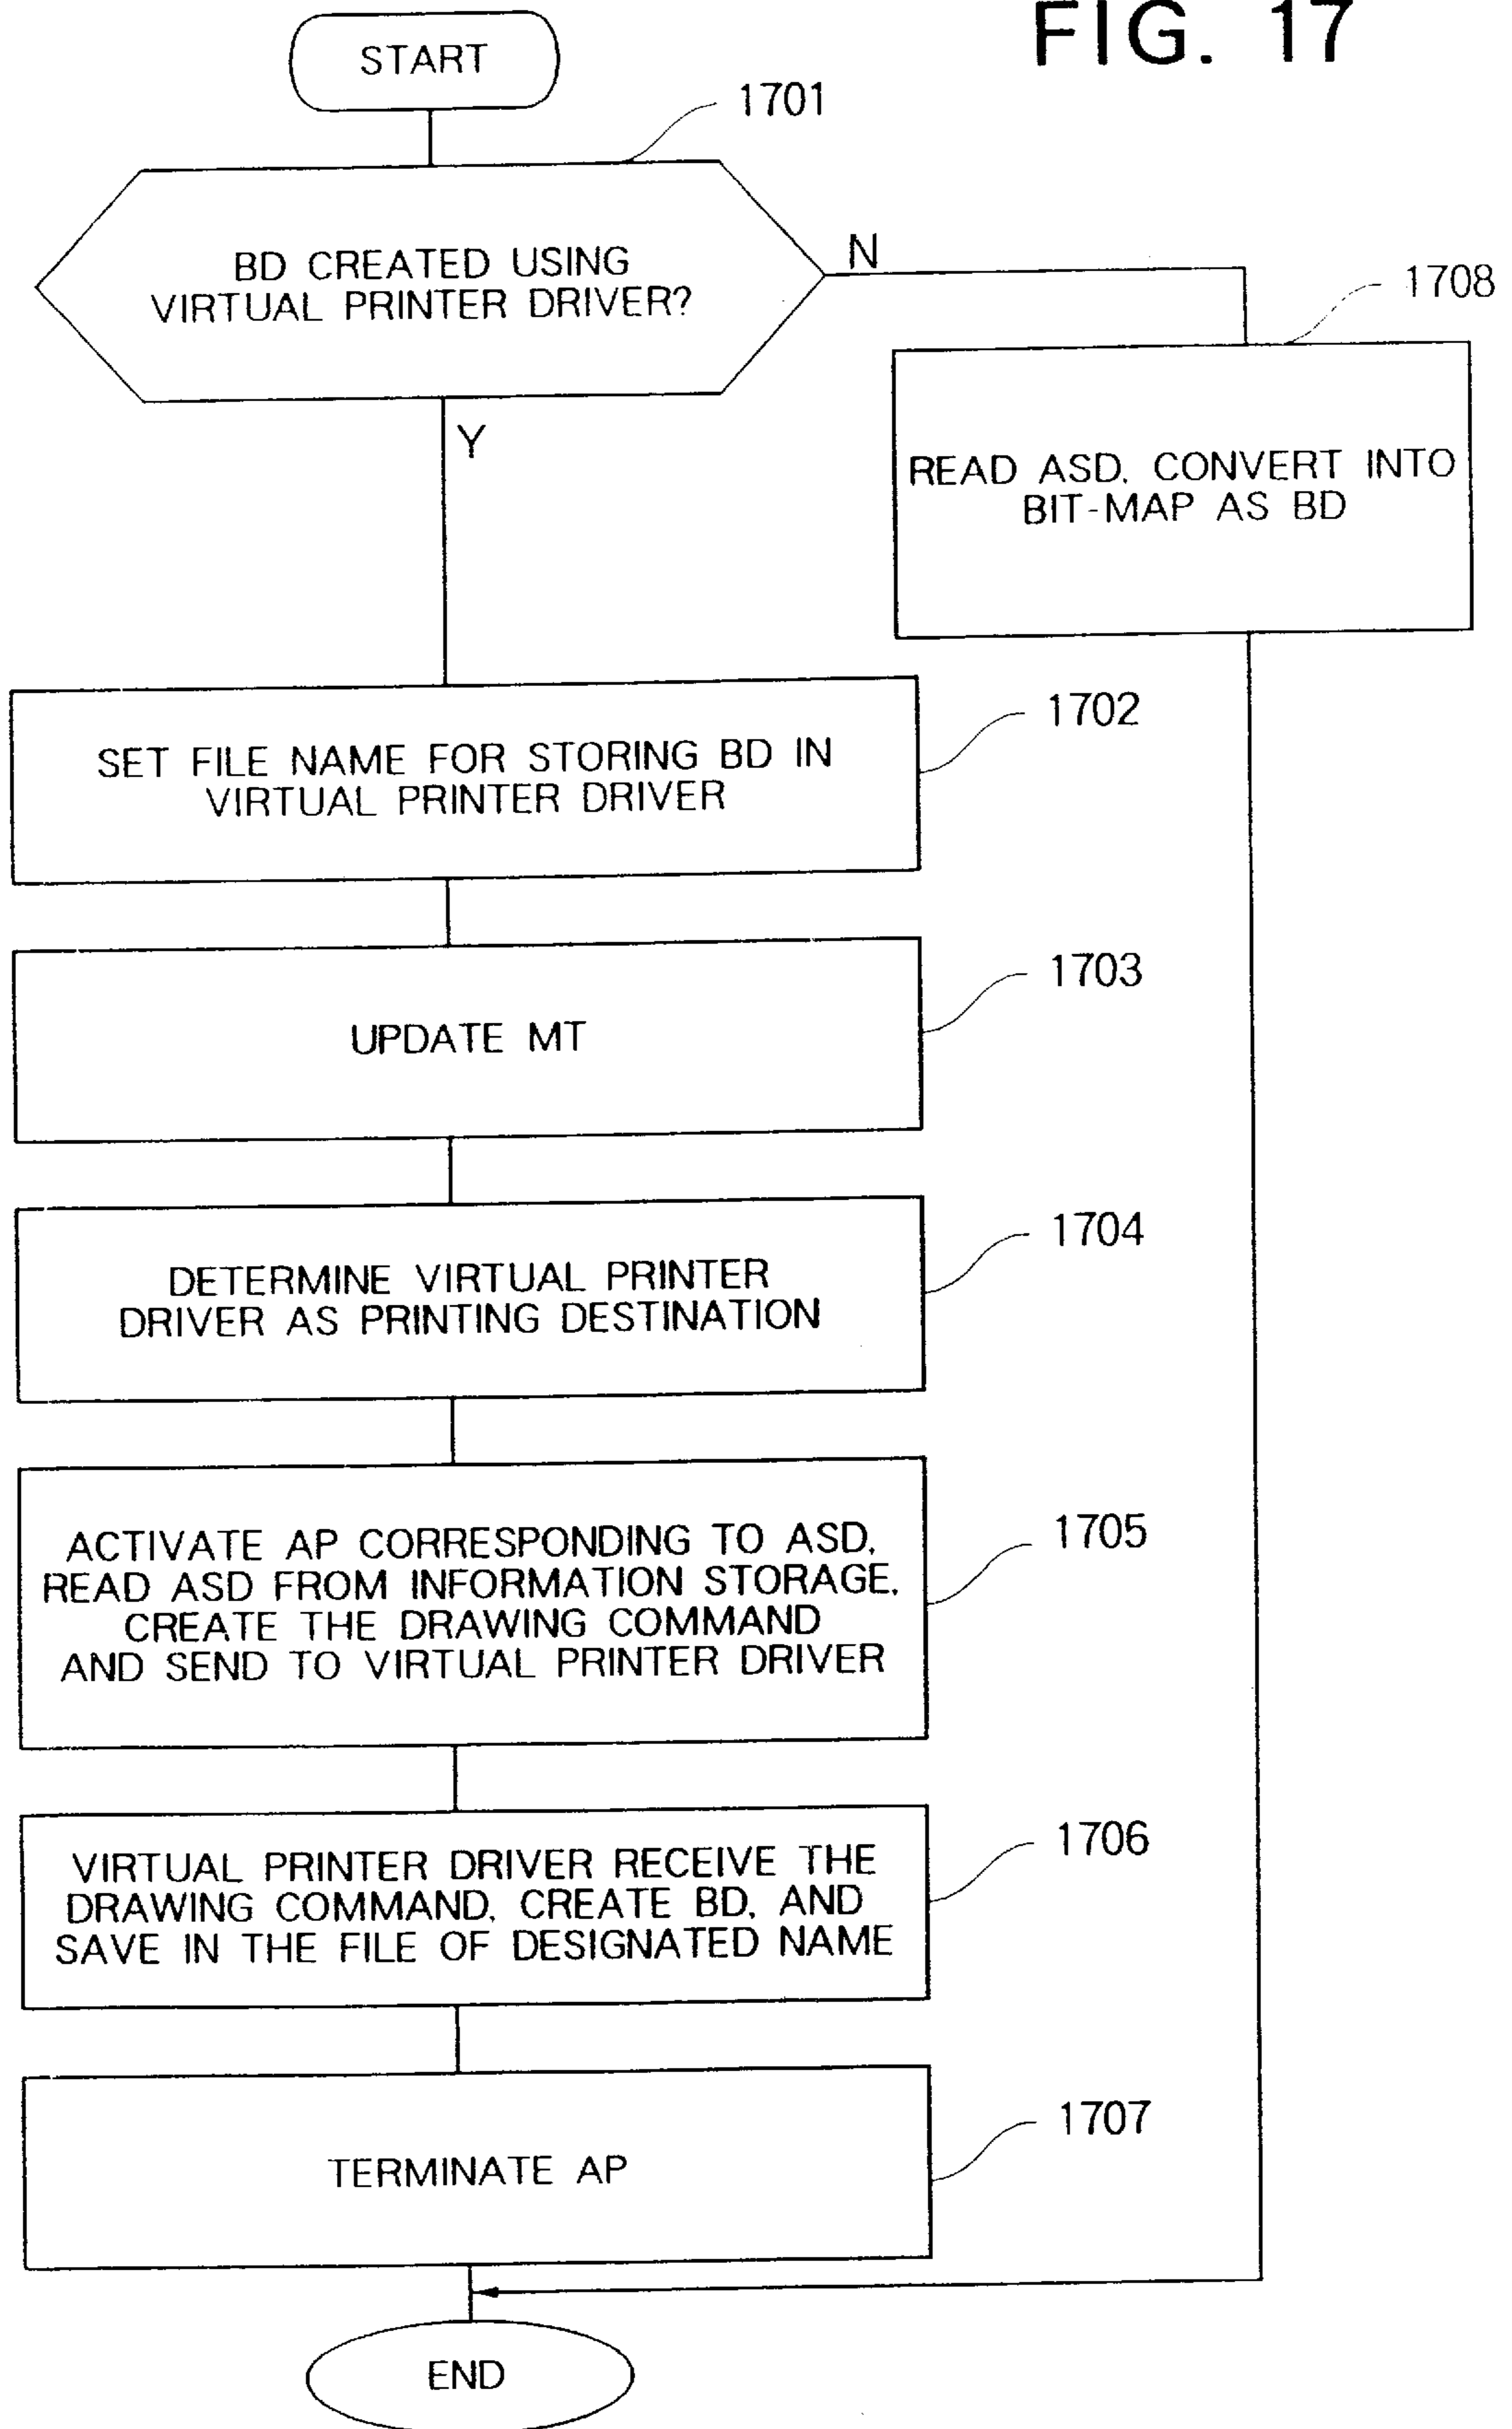 FIG. 17
START
1701
BD CREATED USING
VIRTUAL PRINTER DRIVER?
N
1708
Y
READ ASD, CONVERT INTO
BIT-MAP AS BD
1702
SET FILE NAME FOR STORING BD IN
VIRTUAL PRINTER DRIVER
1703
UPDATE MT
1704
DETERMINE VIRTUAL PRINTER
DRIVER AS PRINTING DESTINATION
1705
ACTIVATE AP CORRESPONDING TO ASD,
READ ASD FROM INFORMATION STORAGE,
CREATE THE DRAWING COMMAND
AND SEND TO VIRTUAL PRINTER DRIVER
1706
VIRTUAL PRINTER DRIVER RECEIVE THE
DRAWING COMMAND, CREATE BD, AND
SAVE IN THE FILE OF DESIGNATED NAME
1707
TERMINATE AP
END